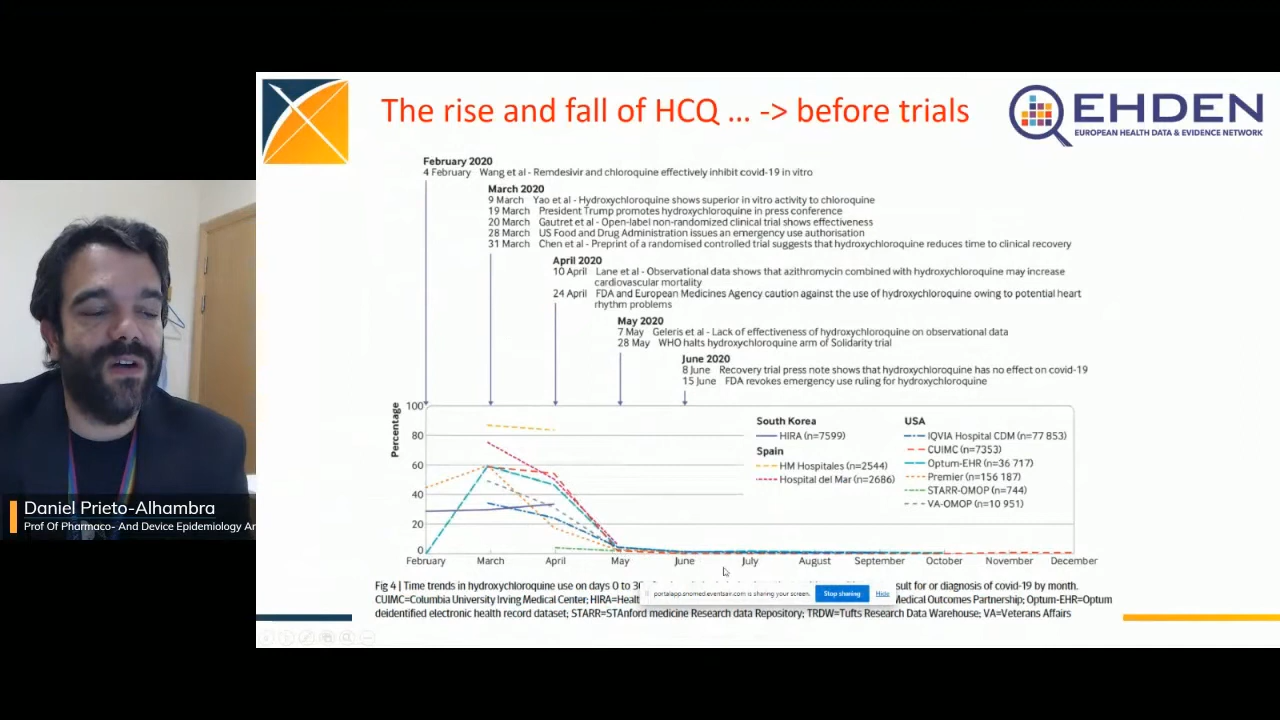 The rise and fall of HCQ ... -> before trials
EHDEN
EUROPEAN HEALTH DATA & EVIDENCE NETWORK
February 2020
4 February Wang et al - Remdesivir and chloroquine effectively inhibit covid-19 in vitro
March 2020
9 March Yao et al - Hydroxychloroquine shows superior in vitro activity to chloroquine
19 March President Trump promotes hydroxychloroquine in press conference
20 March Gautret et al - Open-label non-randomized clinical trial shows effectiveness
28 March US Food and Drug Administration issues an emergency use authorisation
31 March Chen et al - Preprint of a randomised controlled trial suggests that hydroxychloroquine reduces time to clinical recovery
April 2020
10 April Lane et al - Observational data shows that azithromycin combined with hydroxychloroquine may increase
cardiovascular mortality
24 April FDA and European Medicines Agency caution against the use of hydroxychloroquine owing to potential heart
rhythm problems
May 2020
7 May Geleris et al - Lack of effectiveness of hydroxychloroquine on observational data
28 May WHO halts hydroxychloroquine arm of Solidarity trial
June 2020
8 June Recovery trial press note shows that hydroxychloroquine has no effect on covid-19
15 June FDA revokes emergency use ruling for hydroxychloroquine
Percentage
100
80
60
40
20
0
South Korea
HIRA (n=7599)
Spain
HM Hospitales (n=2544)
Hospital del Mar (n=2686)
USA
IQVIA Hospital CDM (n=77 853)
CUIMC (n=7353)
Optum-EHR (n=36 717)
Premier (n=156 187)
STARR-OMOP (n=744)
VA-OMOP (n=10 951)
February March April May June July August September October November December
Fig 4 | Time trends in hydroxychloroquine use on days 0 to 30 sult for or diagnosis of covid-19 by month.
CUIMC=Columbia University Irving Medical Center; HIRA=Healt Medical Outcomes Partnership; Optum-EHR=Optum
deidentified electronic health record dataset; STARR=STAnford medicine Research data Repository; TRDW=Tufts Research Data Warehouse; VA=Veterans Affairs
portalapp.snomed.eventsair.com is sharing your screen. Stop sharing Hide
Daniel Prieto-Alhambra
Prof Of Pharmaco- And Device Epidemiology Ar